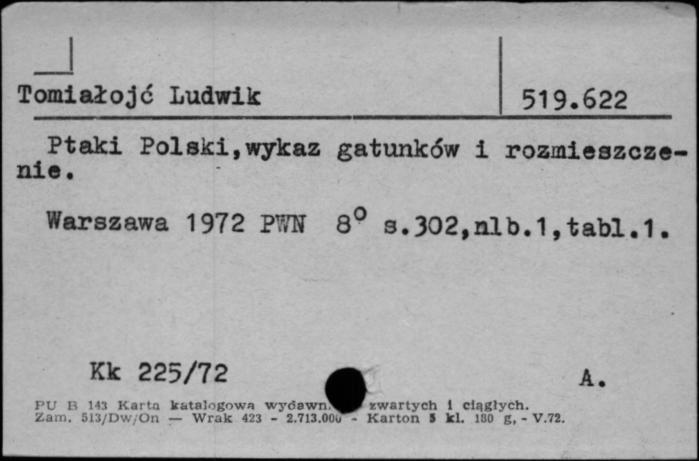 Tomiałojć Ludwik 519.622
Ptaki Polski,wykaz gatunków i rozmieszcze-
nie.
Warszawa 1972 PWN 8° s.302,nlb.1,tabl.1.
Kk 225/72 A.
PU B 143 Karta katalogowa wydawn. zwartych i ciągłych.
Zam. 513/Dw/On — Wrak 423 - 2.713.000 - Karton 5 kl. 180 g, - V.72.